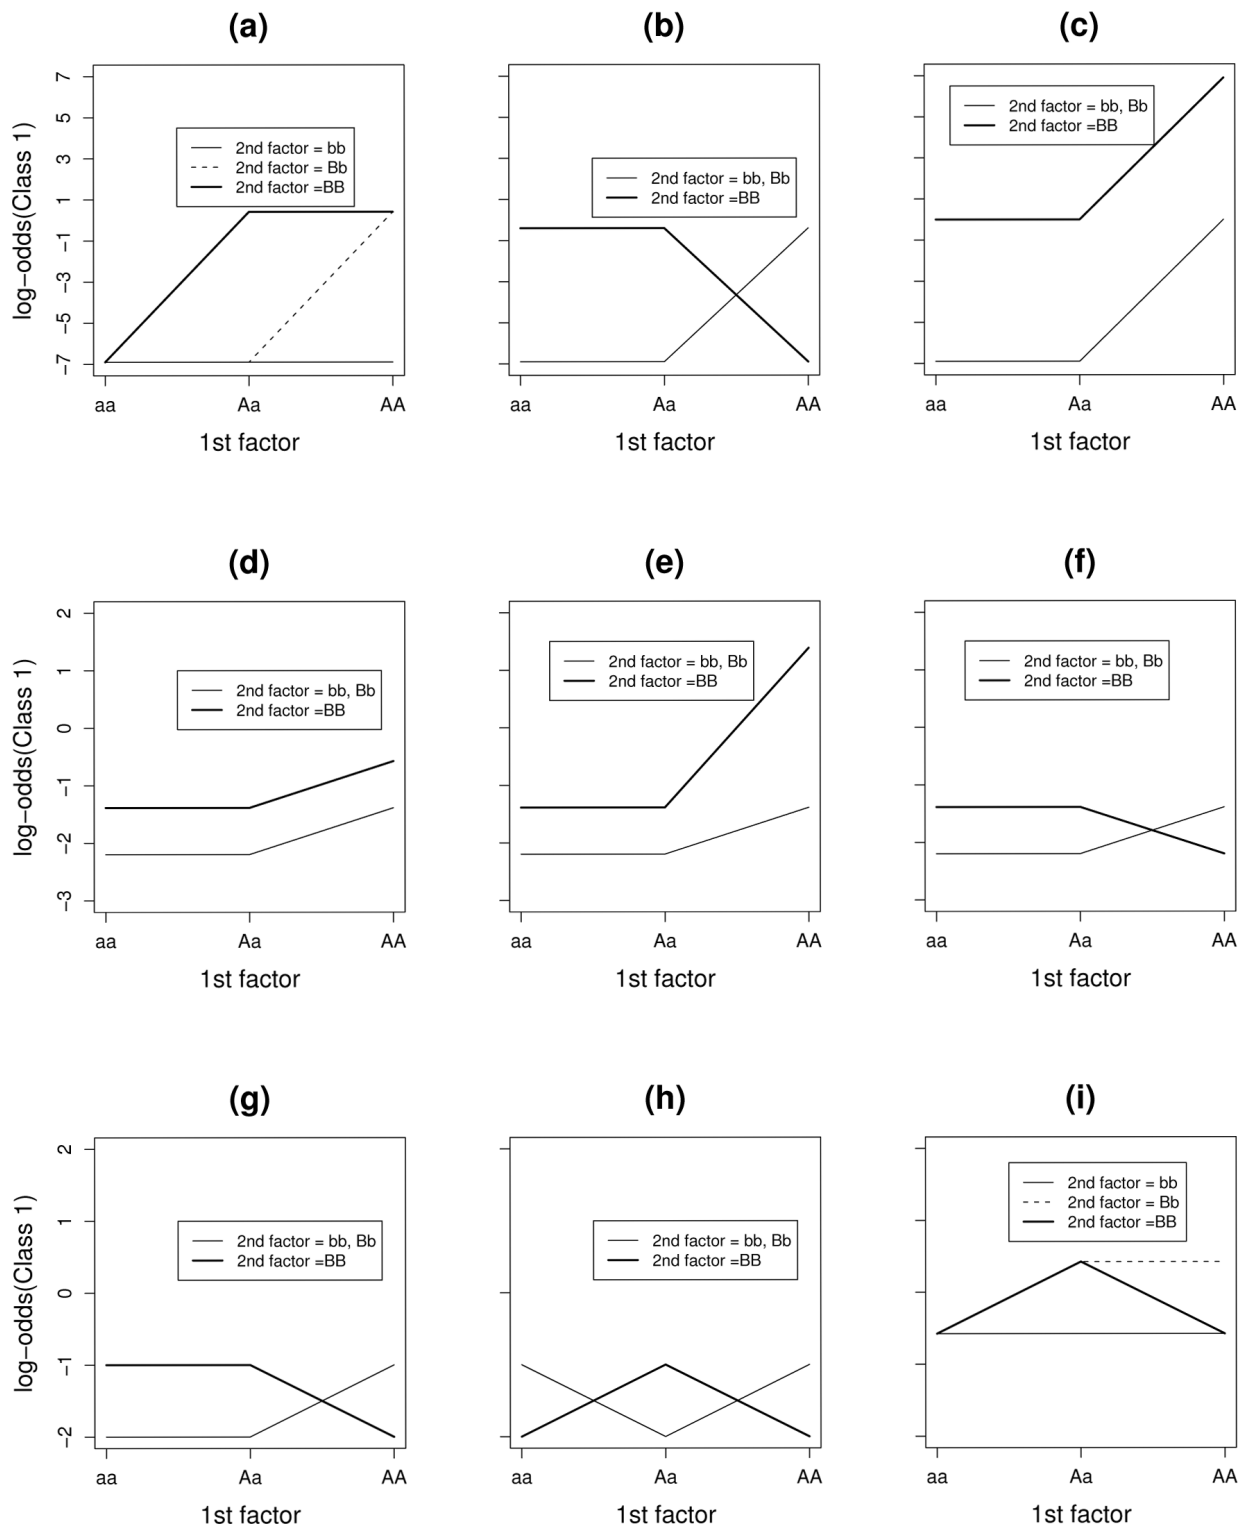 (a) (b) (c)
log−odds(Class 1)
7
5
3
1
−1
−3
−5
−7
2nd factor = bb
2nd factor = Bb
2nd factor =BB
aa Aa AA
1st factor
2nd factor = bb, Bb
2nd factor =BB
aa Aa AA
1st factor
2nd factor = bb, Bb
2nd factor =BB
aa Aa AA
1st factor
(d) (e) (f)
log−odds(Class 1)
2
1
0
−1
−2
−3
2nd factor = bb, Bb
2nd factor =BB
aa Aa AA
1st factor
2nd factor = bb, Bb
2nd factor =BB
aa Aa AA
1st factor
2nd factor = bb, Bb
2nd factor =BB
aa Aa AA
1st factor
(g) (h) (i)
log−odds(Class 1)
2
1
0
−1
−2
2nd factor = bb, Bb
2nd factor =BB
aa Aa AA
1st factor
2nd factor = bb, Bb
2nd factor =BB
aa Aa AA
1st factor
2nd factor = bb
2nd factor = Bb
2nd factor =BB
aa Aa AA
1st factor